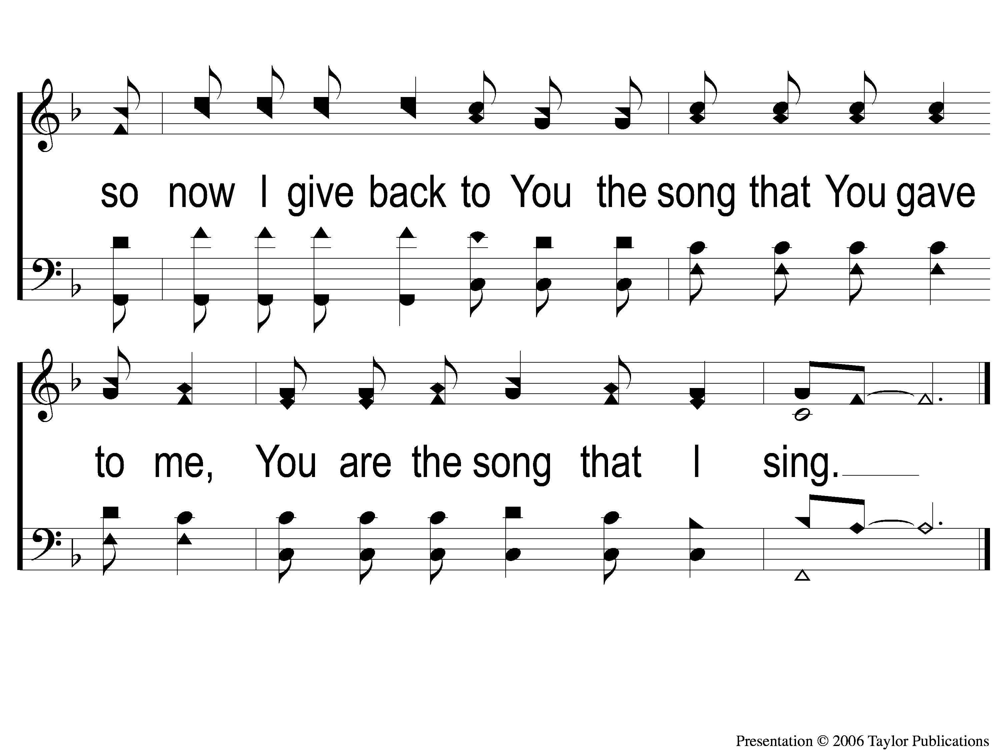 so now I give back to You the song that You gave
to me, You are the song that I sing.
Presentation © 2006 Taylor Publications